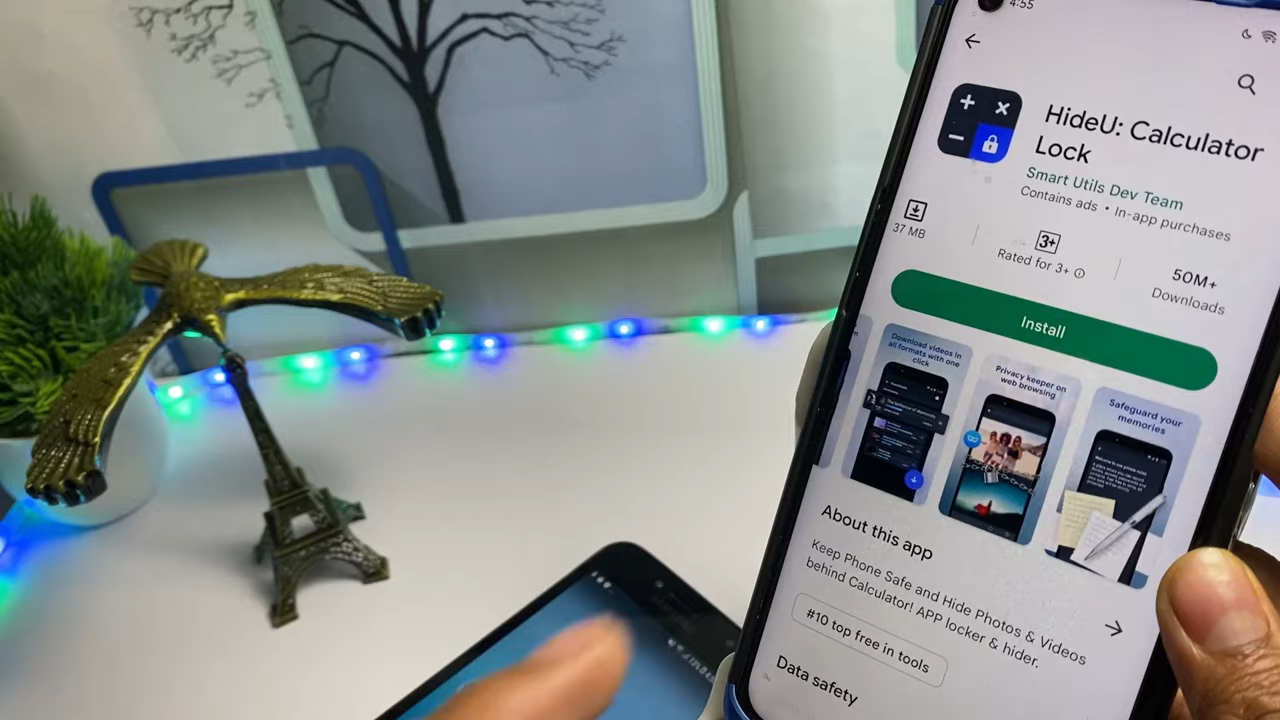 4:55
HideU: Calculator
Lock
Smart Utils Dev Team
Contains ads • In-app purchases
37 MB
3+
Rated for 3+
50M+
Downloads
Install
Download videos in
all formats with one
click
Privacy keeper on
web browsing
Safeguard your
memories
About this app
Keep Phone Safe and Hide Photos & Videos
behind Calculator! APP locker & hider.
#10 top free in tools
Data safety